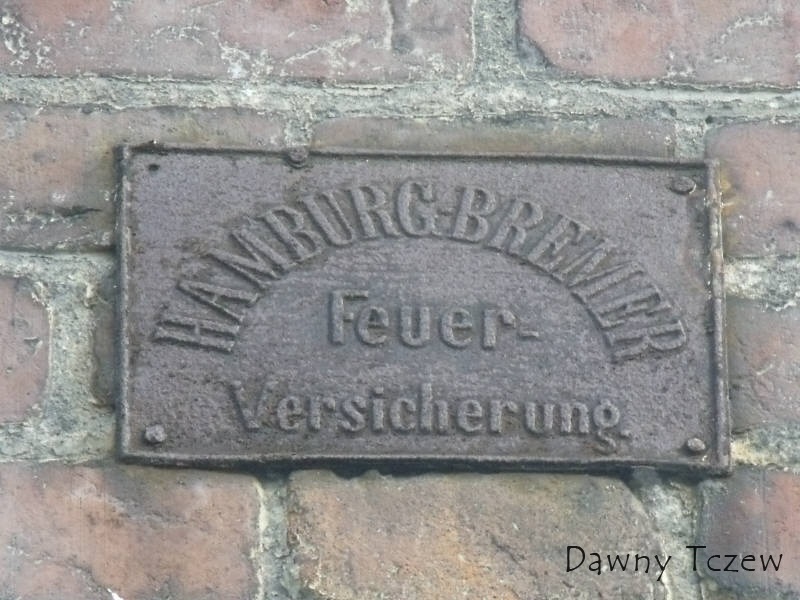 HAMBURG-BREMER
Feuer-
Versicherung.
Dawny Tczew